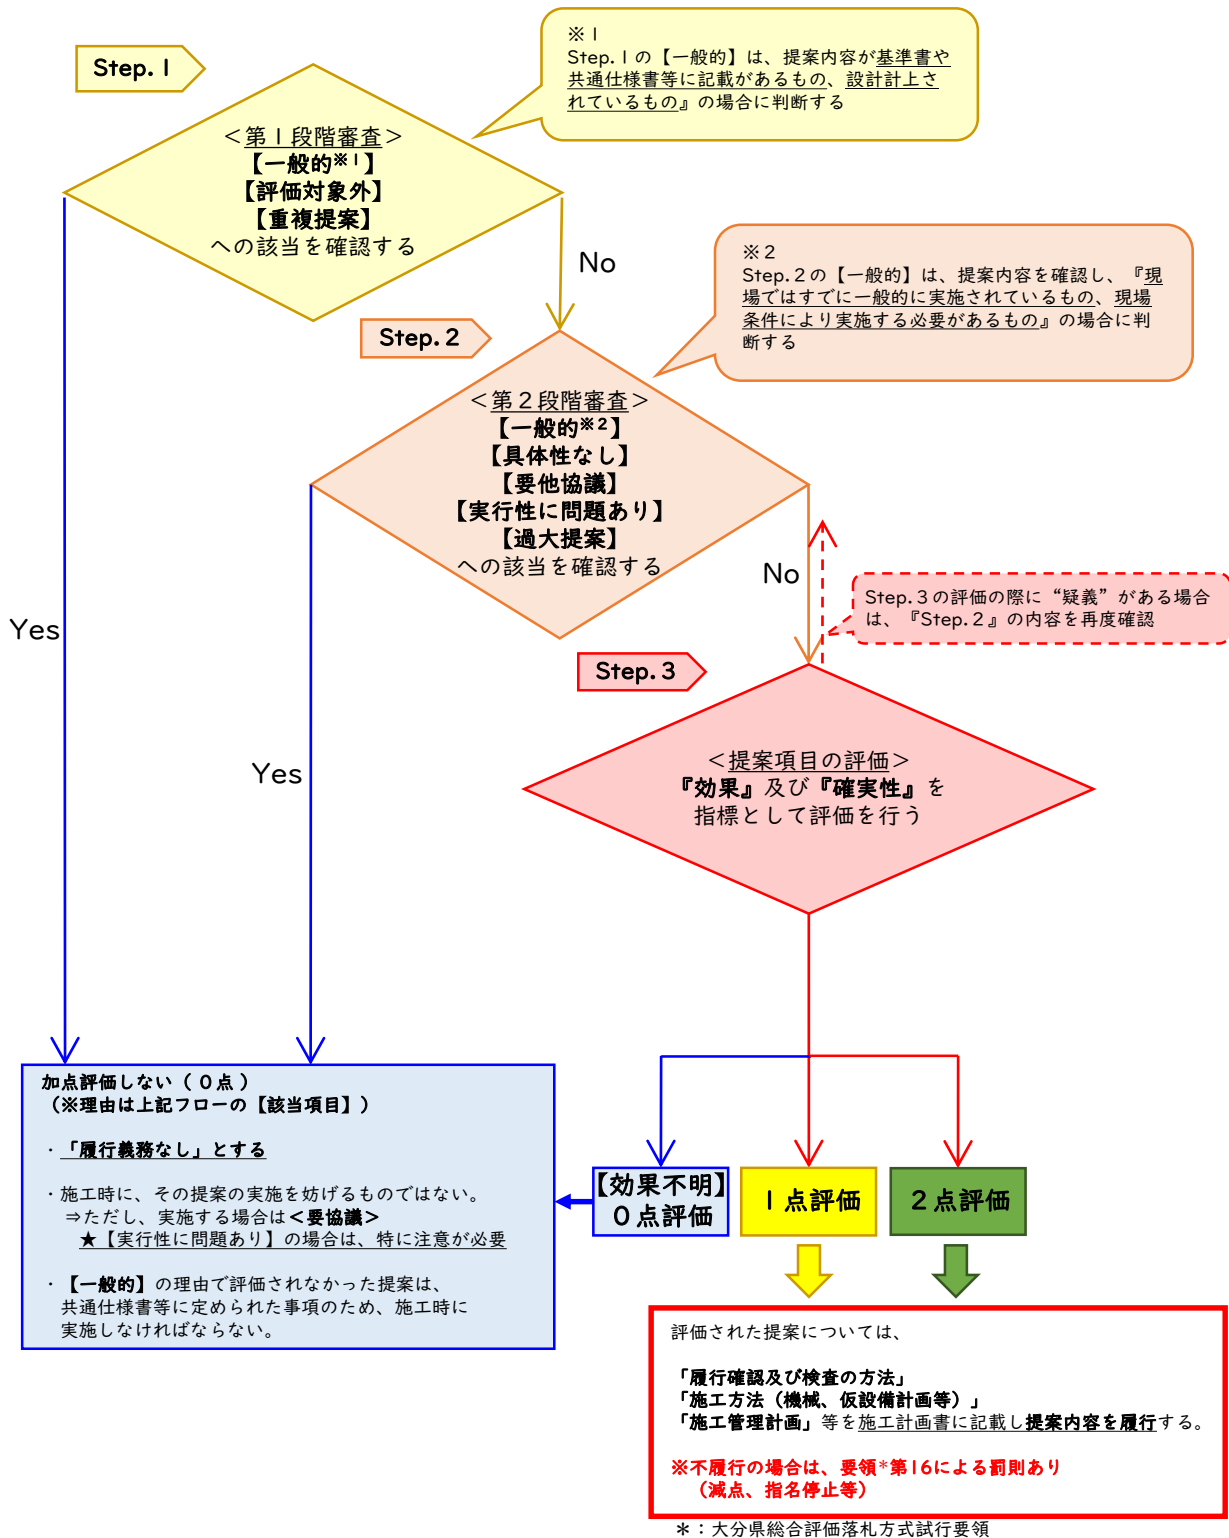 Step.1
※1
Step.1の【一般的】は、提案内容が基準書や
共通仕様書等に記載があるもの、設計計上さ
れているもの』の場合に判断する
<第1段階審査>
【一般的※1】
【評価対象外】
【重複提案】
への該当を確認する
No
※2
Step.2の【一般的】は、提案内容を確認し、『現
場ではすでに一般的に実施されているもの、現場
条件により実施する必要があるもの』の場合に判
断する
Step.2
<第2段階審査>
【一般的※2】
【具体性なし】
【要他協議】
【実行性に問題あり】
【過大提案】
への該当を確認する
No
Step.3の評価の際に“疑義”がある場合
は、『Step.2』の内容を再度確認
Yes
Step.3
<提案項目の評価>
『効果』及び『確実性』を
指標として評価を行う
Yes
加点評価しない(0点)
(※理由は上記フローの【該当項目】)
・「履行義務なし」とする
・施工時に、その提案の実施を妨げるものではない。
⇒ただし、実施する場合は<要協議>
★【実行性に問題あり】の場合は、特に注意が必要
・【一般的】の理由で評価されなかった提案は、
共通仕様書等に定められた事項のため、施工時に
実施しなければならない。
【効果不明】
0点評価
1点評価
2点評価
評価された提案については、
「履行確認及び検査の方法」
「施工方法(機械、仮設備計画等)」
「施工管理計画」等を施工計画書に記載し提案内容を履行する。
※不履行の場合は、要領*第16による罰則あり
(減点、指名停止等)
*:大分県総合評価落札方式試行要領